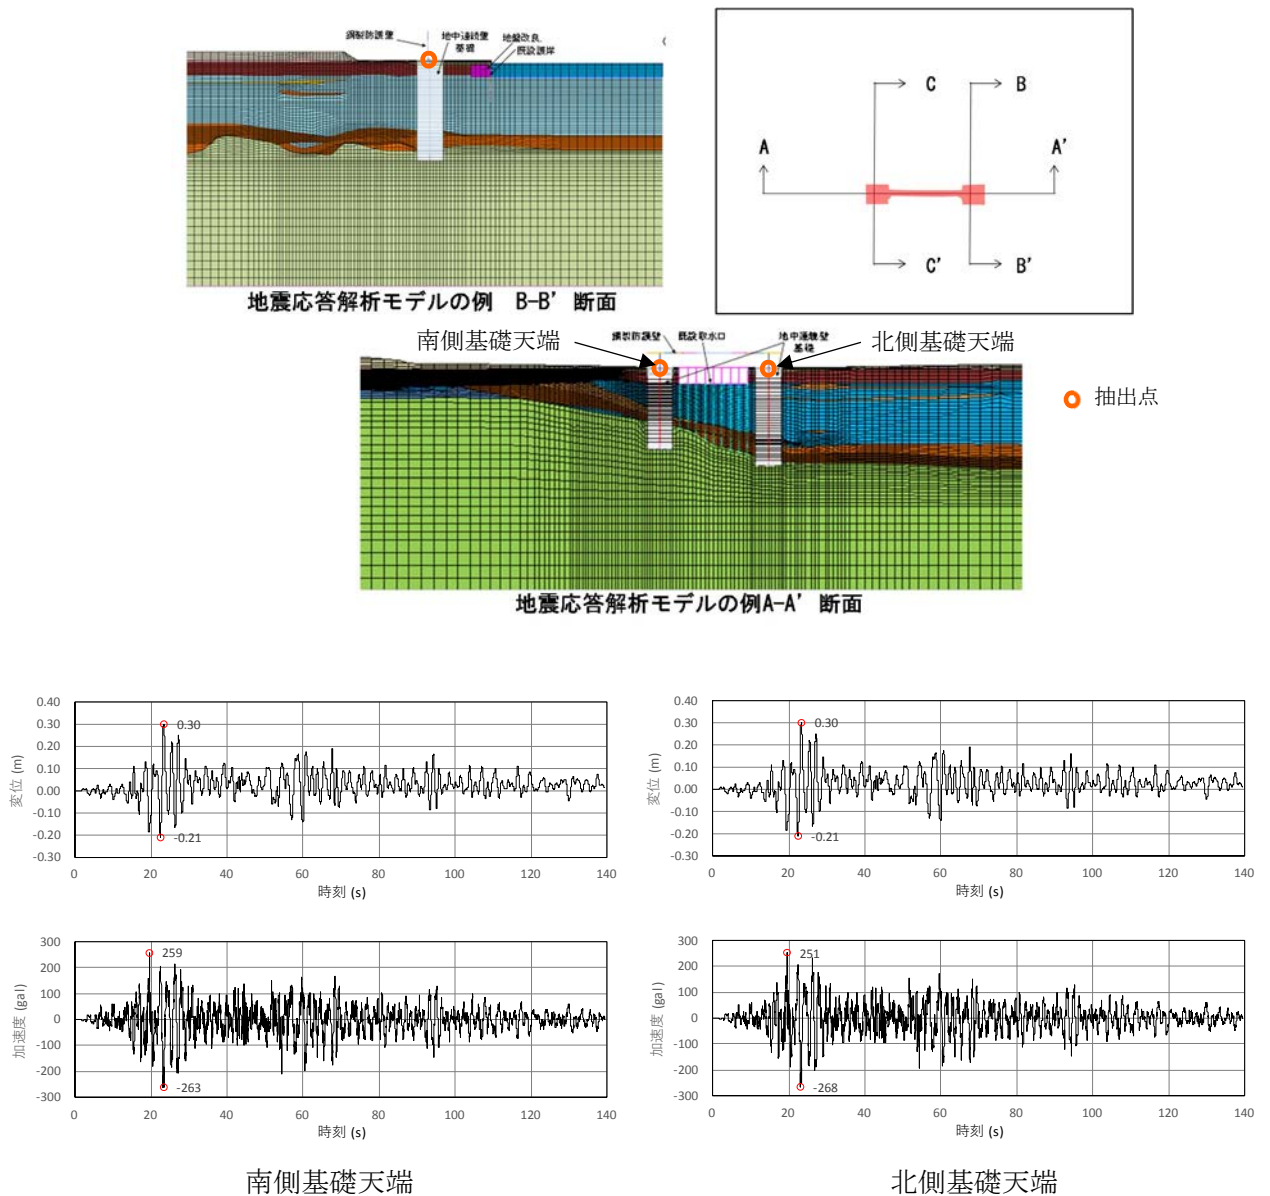 鋼製防護壁
地中連続壁
基礎
地盤改良
既設護岸
地震応答解析モデルの例 B-B’ 断面
C B
A A’
C’ B’
南側基礎天端
鋼製防護壁
既設取水口
地中連続壁
基礎
北側基礎天端
抽出点
地震応答解析モデルの例A-A’ 断面
変位 (m)
0.40
0.30
0.20
0.10
0.00
-0.10
-0.20
-0.30
0.30
-0.21
0 20 40 60 80 100 120 140
時刻 (s)
変位 (m)
0.40
0.30
0.20
0.10
0.00
-0.10
-0.20
-0.30
0.30
-0.21
0 20 40 60 80 100 120 140
時刻 (s)
加速度 (gal)
300
200
100
0
-100
-200
-300
259
-263
0 20 40 60 80 100 120 140
時刻 (s)
南側基礎天端
加速度 (gal)
300
200
100
0
-100
-200
-300
251
-268
0 20 40 60 80 100 120 140
時刻 (s)
北側基礎天端